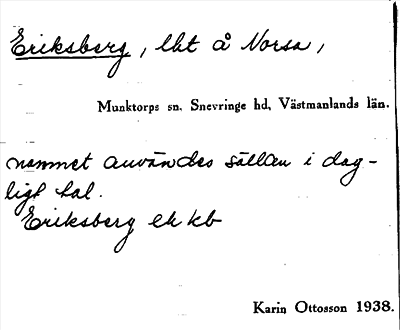 Eriksberg, lht å Norsa,
Munktorps sn. Snevringe hd, Västmanlands län.
namnet användes sällan i dag-
ligt tal.
Eriksberg ek kb
Karin Ottosson 1938.